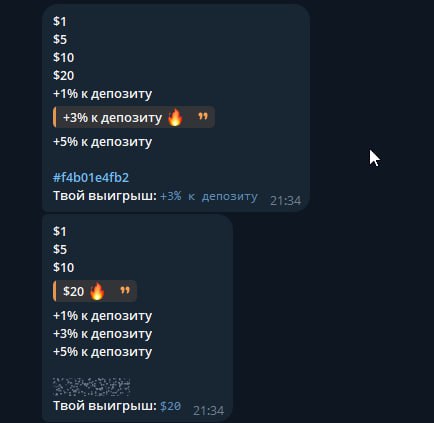 $1
$5
$10
$20
+1% к депозиту
+3% к депозиту 🔥
+5% к депозиту
#f4b01e4fb2
Твой выигрыш: +3% к депозиту 21:34
$1
$5
$10
$20 🔥
+1% к депозиту
+3% к депозиту
+5% к депозиту
Твой выигрыш: $20 21:34